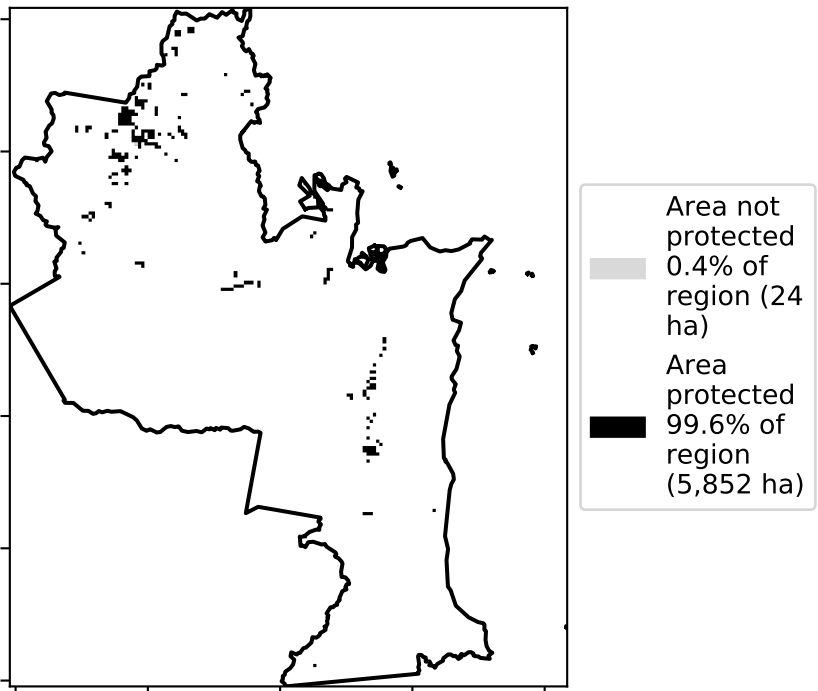 Area not
protected
0.4% of
region (24
ha)
Area
protected
99.6% of
region
(5,852 ha)